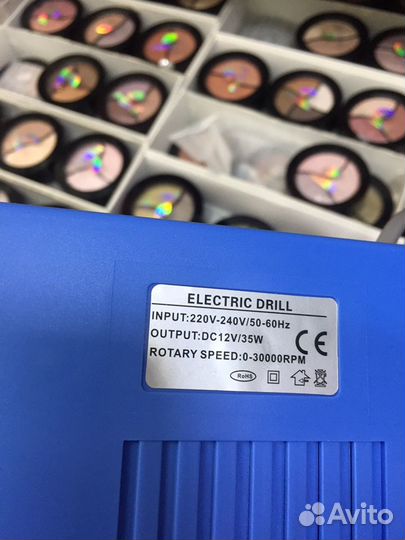 ELECTRIC DRILL
INPUT:220V-240V/50-60Hz
OUTPUT:DC12V/35W
ROTARY SPEED:0-30000RPM
CE
RoHS
Avito